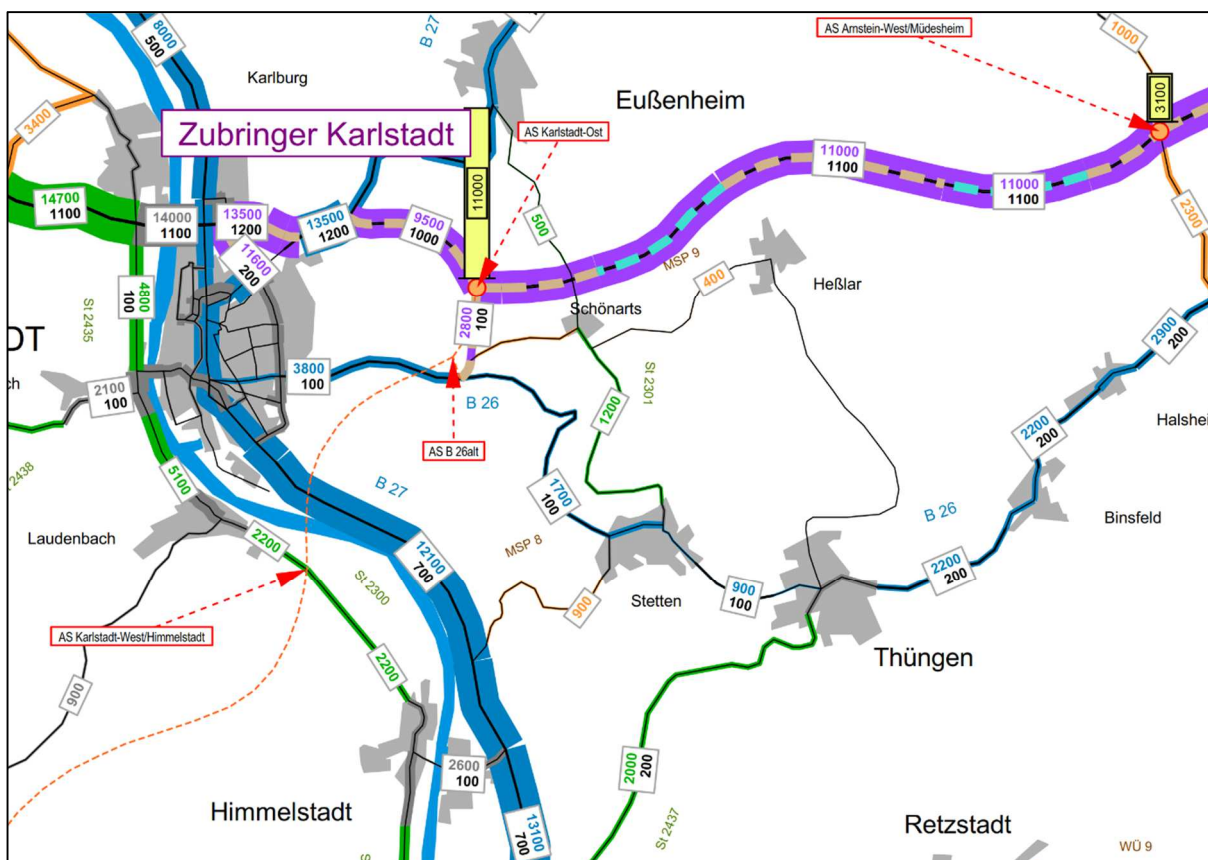 8000
500
B 27
Karlburg
AS Arnstein-West/Müdesheim
1000
3100
Eußenheim
3400
Zubringer Karlstadt
AS Karlstadt-Ost
11000
11000
1100
11000
1100
14700
1100
14000
1100
13500
1200
13500
1200
9500
1000
500
2300
11600
200
MSP 9
400
Heßlar
4800
100
St 2435
2800
100
Schönarts
2900
200
DT
3800
100
B 26
St 2301
1200
2100
100
AS B 26alt
2200
200
Halshei
5100
B 27
1700
100
B 26
Binsfeld
Laudenbach
2200
12100
700
MSP 8
2200
200
St 2300
900
900
100
Stetten
AS Karlstadt-West/Himmelstadt
2200
Thüngen
900
2600
100
2000
200
Himmelstadt
13100
700
St 2437
Retzstadt
WÜ 9